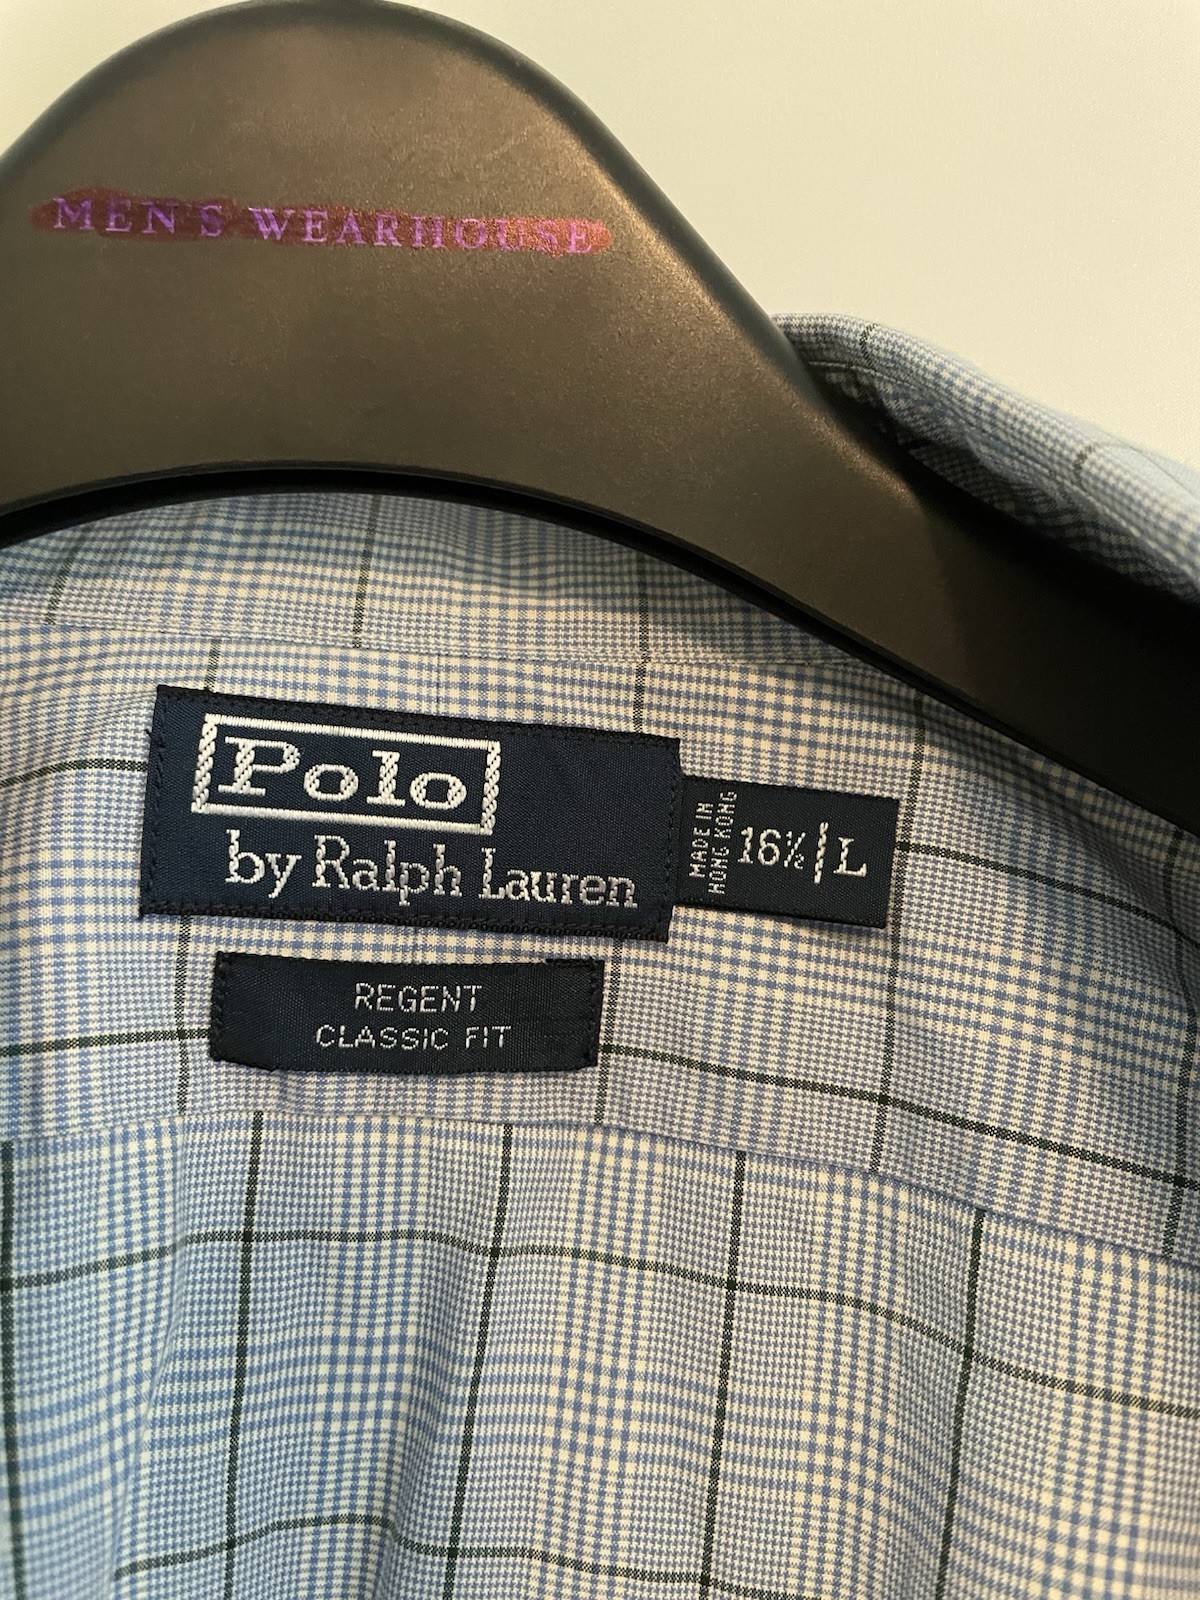 MEN'S WEARHOUSE
Polo
by Ralph Lauren
MADE IN
HONG KONG
16½ | L
REGENT
CLASSIC FIT